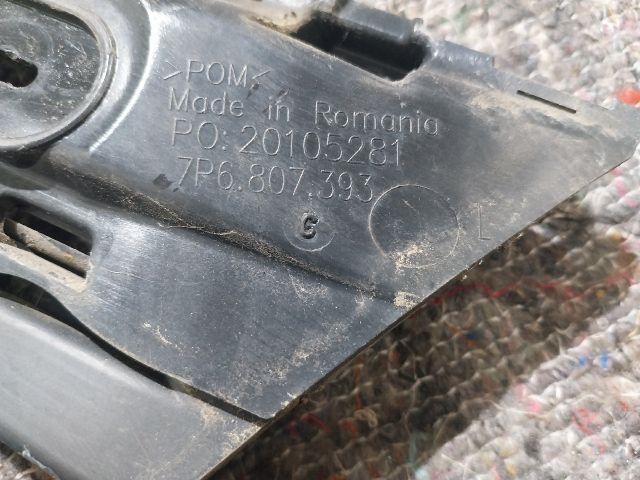 >POM<
Made in Romania
PO: 20105281
7P6.807.393
G
L